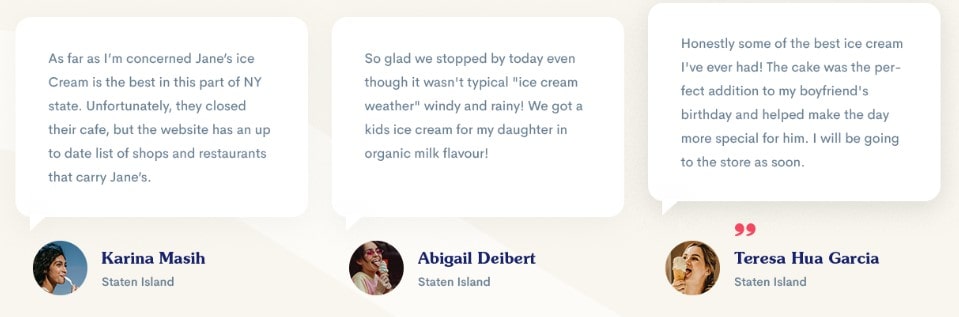 As far as I'm concerned Jane's ice
Cream is the best in this part of NY
state. Unfortunately, they closed
their cafe, but the website has an up
to date list of shops and restaurants
that carry Jane's.
Karina Masih
Staten Island
So glad we stopped by today even
though it wasn't typical "ice cream
weather" windy and rainy! We got a
kids ice cream for my daughter in
organic milk flavour!
Abigail Deibert
Staten Island
Honestly some of the best ice cream
I've ever had! The cake was the per-
fect addition to my boyfriend's
birthday and helped make the day
more special for him. I will be going
to the store as soon.
”
Teresa Hua Garcia
Staten Island